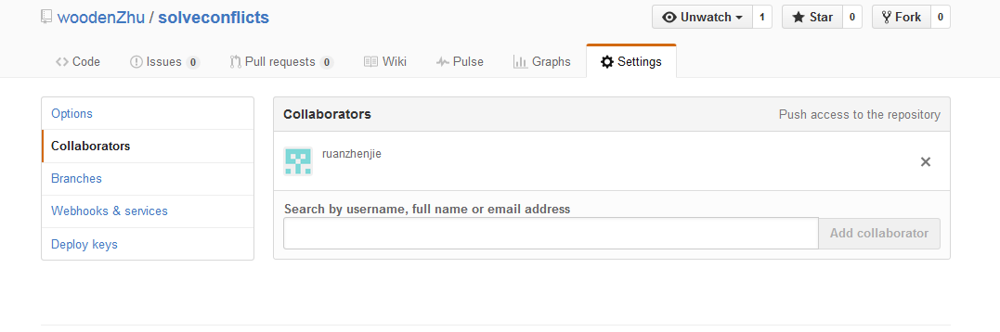 woodenZhu / solveconflicts
Unwatch 1 Star 0 Fork 0
Code Issues 0 Pull requests 0 Wiki Pulse Graphs Settings
Options
Collaborators
Branches
Webhooks & services
Deploy keys
Collaborators Push access to the repository
ruanzhenjie
Search by username, full name or email address
Add collaborator